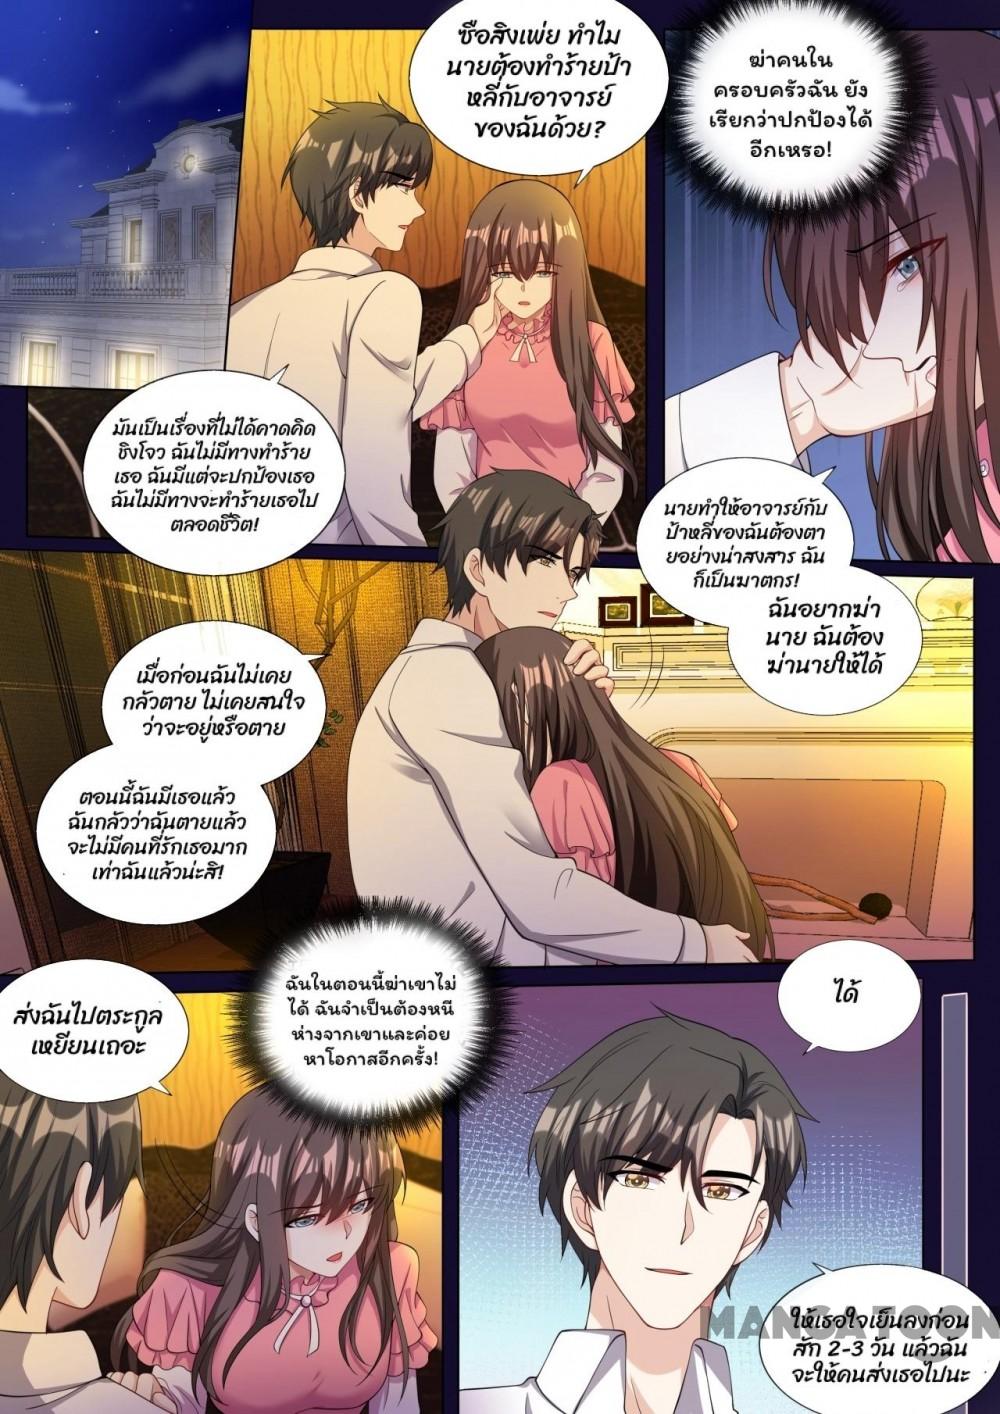 ซือสิงเพ่ย ทำไม
นายต้องทำร้ายป้า
หลี่กับอาจารย์
ของฉันด้วย?
ฆ่าคนใน
ครอบครัวฉัน ยัง
เรียกว่าปกป้องได้
อีกเหรอ!
มันเป็นเรื่องที่ไม่ได้คาดคิด
ชิงโจว ฉันไม่มีทางทำร้าย
เธอ ฉันมีแต่จะปกป้องเธอ
ฉันไม่มีทางจะทำร้ายเธอไป
ตลอดชีวิต!
นายทำให้อาจารย์กับ
ป้าหลี่ของฉันต้องตา
ยอย่างน่าสงสาร ฉัน
ก็เป็นฆาตกร!
ฉันอยากฆ่า
นาย ฉันต้อง
ฆ่านายให้ได้
เมื่อก่อนฉันไม่เคย
กลัวตาย ไม่เคยสนใจ
ว่าจะอยู่หรือตาย
ตอนนี้ฉันมีเธอแล้ว
ฉันกลัวว่าฉันตายแล้ว
จะไม่มีคนที่รักเธอมาก
เท่าฉันแล้วน่ะสิ!
ส่งฉันไปตระกูล
เหยียนเถอะ
ฉันในตอนนี้ฆ่าเขาไม่
ได้ ฉันจำเป็นต้องหนี
ห่างจากเขาและค่อย
หาโอกาสอีกครั้ง!
ได้
ให้เธอใจเย็นลงก่อน
สัก 2-3 วัน แล้วฉัน
จะให้คนส่งเธอไปนะ
MANGATOON